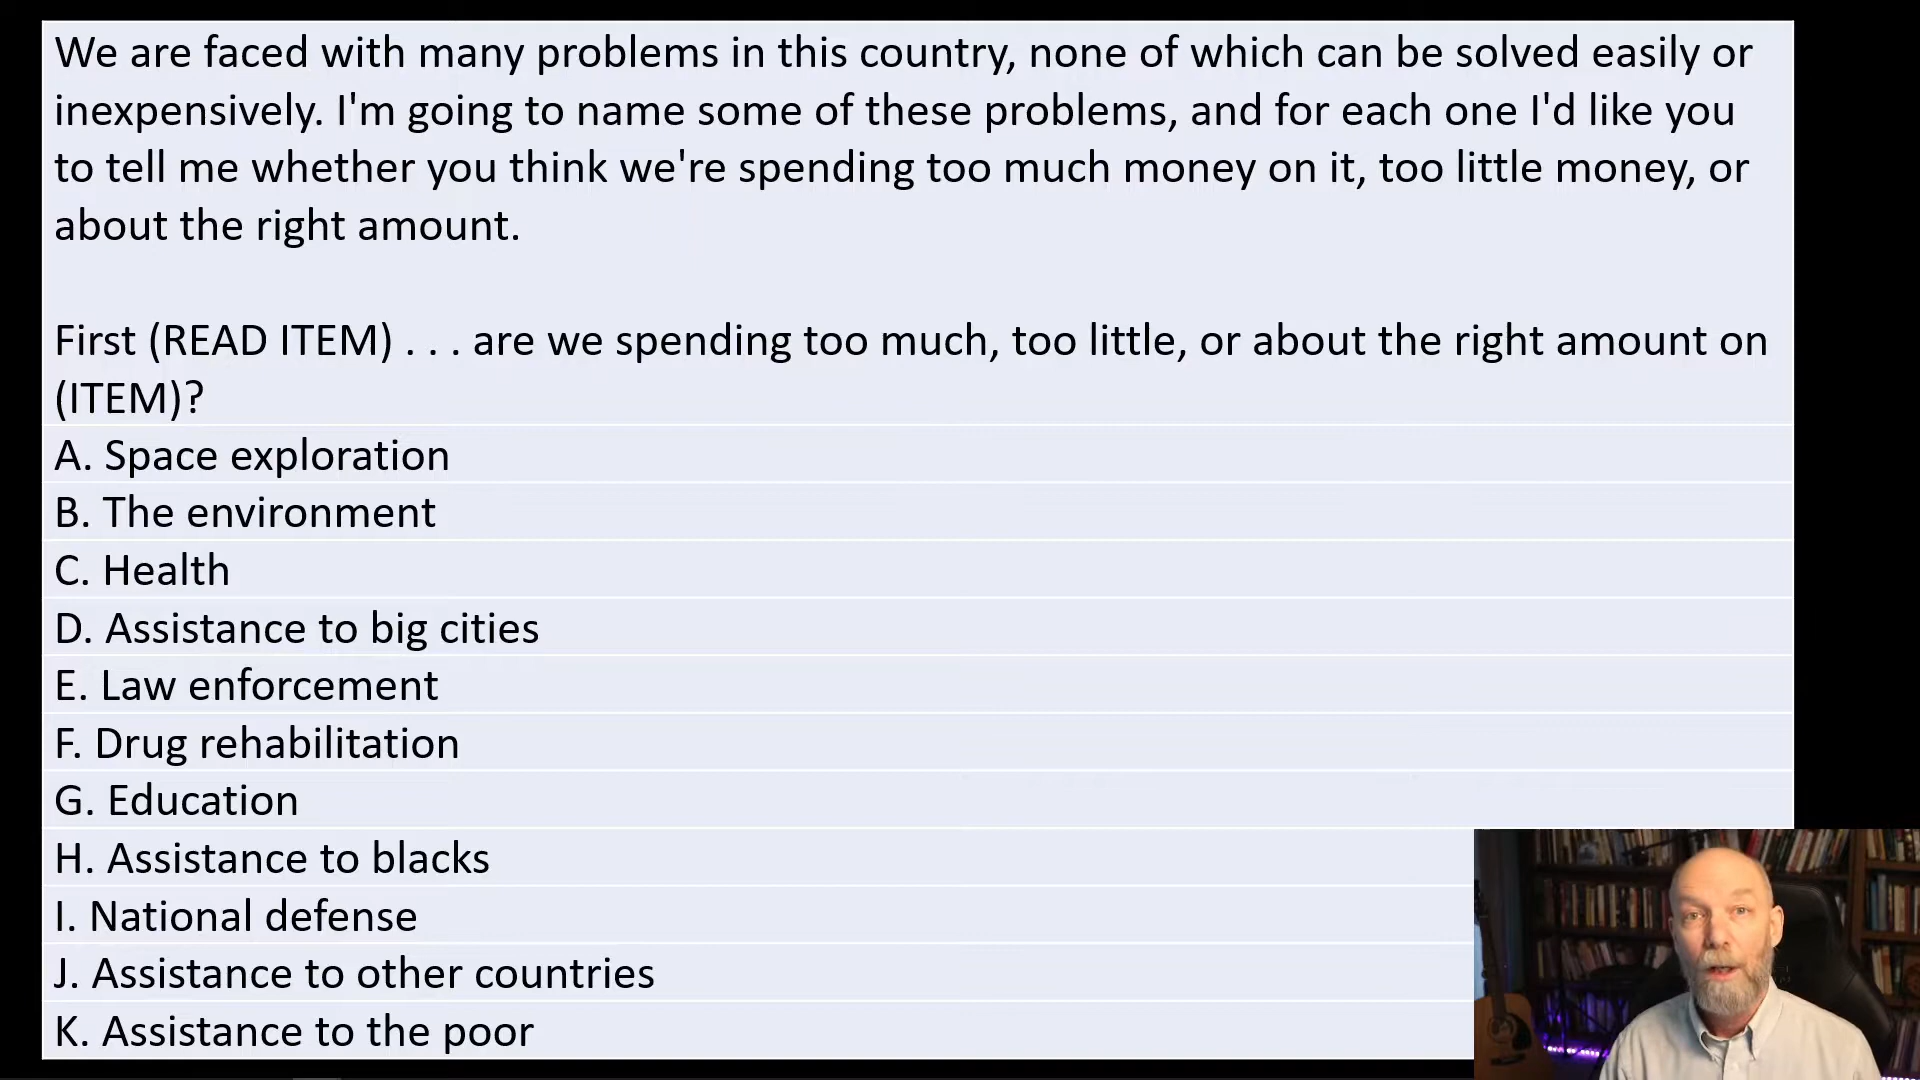 We are faced with many problems in this country, none of which can be solved easily or
inexpensively. I'm going to name some of these problems, and for each one I'd like you
to tell me whether you think we're spending too much money on it, too little money, or
about the right amount.
First (READ ITEM) . . . are we spending too much, too little, or about the right amount on
(ITEM)?
A. Space exploration
B. The environment
C. Health
D. Assistance to big cities
E. Law enforcement
F. Drug rehabilitation
G. Education
H. Assistance to blacks
I. National defense
J. Assistance to other countries
K. Assistance to the poor